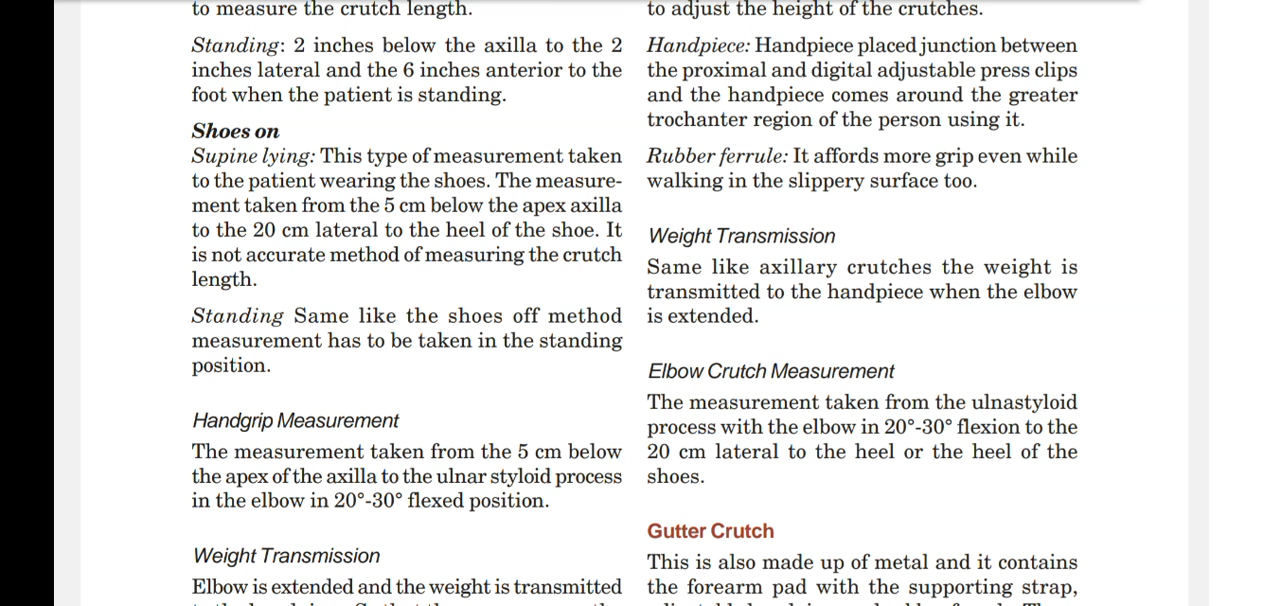 to measure the crutch length.
Standing: 2 inches below the axilla to the 2
inches lateral and the 6 inches anterior to the
foot when the patient is standing.
Shoes on
Supine lying: This type of measurement taken
to the patient wearing the shoes. The measure-
ment taken from the 5 cm below the apex axilla
to the 20 cm lateral to the heel of the shoe. It
is not accurate method of measuring the crutch
length.
Standing Same like the shoes off method
measurement has to be taken in the standing
position.
Handgrip Measurement
The measurement taken from the 5 cm below
the apex of the axilla to the ulnar styloid process
in the elbow in 20°-30° flexed position.
Weight Transmission
Elbow is extended and the weight is transmitted
to adjust the height of the crutches.
Handpiece: Handpiece placed junction between
the proximal and digital adjustable press clips
and the handpiece comes around the greater
trochanter region of the person using it.
Rubber ferrule: It affords more grip even while
walking in the slippery surface too.
Weight Transmission
Same like axillary crutches the weight is
transmitted to the handpiece when the elbow
is extended.
Elbow Crutch Measurement
The measurement taken from the ulnastyloid
process with the elbow in 20°-30° flexion to the
20 cm lateral to the heel or the heel of the
shoes.
Gutter Crutch
This is also made up of metal and it contains
the forearm pad with the supporting strap,